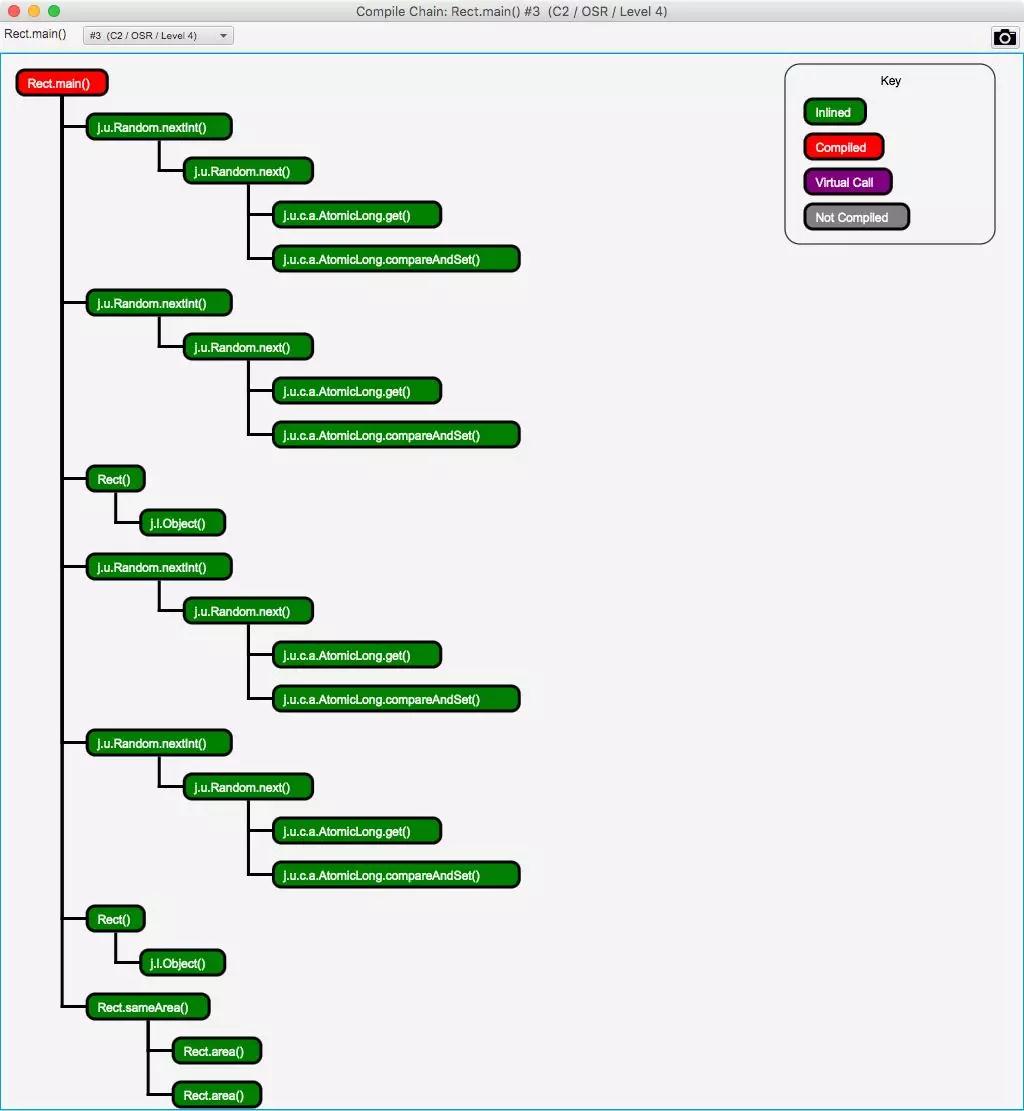 Compile Chain: Rect.main() #3  (C2 / OSR / Level 4)
Rect.main()
#3  (C2 / OSR / Level 4)
Rect.main()
j.u.Random.nextInt()
j.u.Random.next()
j.u.c.a.AtomicLong.get()
j.u.c.a.AtomicLong.compareAndSet()
j.u.Random.nextInt()
j.u.Random.next()
j.u.c.a.AtomicLong.get()
j.u.c.a.AtomicLong.compareAndSet()
Rect()
j.l.Object()
j.u.Random.nextInt()
j.u.Random.next()
j.u.c.a.AtomicLong.get()
j.u.c.a.AtomicLong.compareAndSet()
j.u.Random.nextInt()
j.u.Random.next()
j.u.c.a.AtomicLong.get()
j.u.c.a.AtomicLong.compareAndSet()
Rect()
j.l.Object()
Rect.sameArea()
Rect.area()
Rect.area()
Key
Inlined
Compiled
Virtual Call
Not Compiled